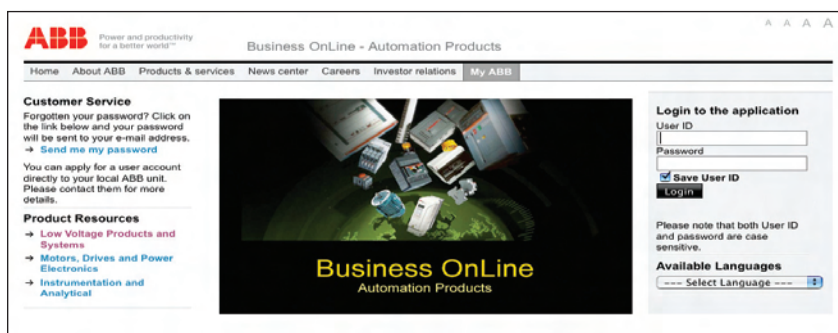 A A A A
ABB Power and productivity
for a better world™
Business OnLine - Automation Products
Home About ABB Products & services News center Careers Investor relations My ABB
Customer Service
Forgotten your password? Click on
the link below and your password
will be sent to your e-mail address.
→ Send me my password
You can apply for a user account
directly to your local ABB unit.
Please contact them for more
details.
Product Resources
→ Low Voltage Products and
Systems
→ Motors, Drives and Power
Electronics
→ Instrumentation and
Analytical
Business OnLine
Automation Products
Login to the application
User ID
Password
Save User ID
Login
Please note that both User ID
and password are case
sensitive.
Available Languages
--- Select Language ---